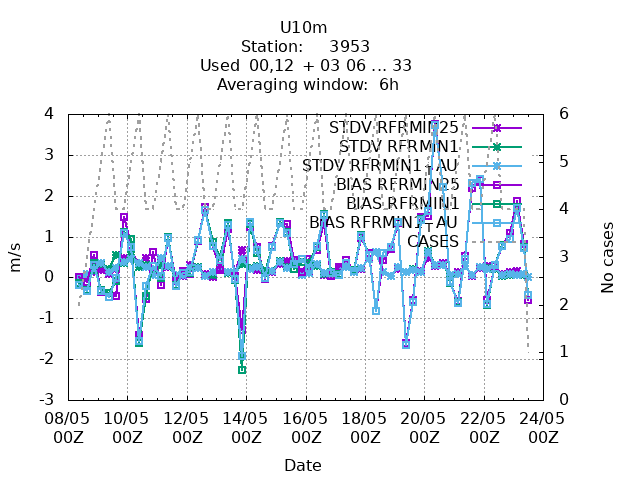 U10m
Station: 3953
Used 00,12 + 03 06 ... 33
Averaging window: 6h
4
3
2
1
0
-1
-2
-3
6
5
4
3
2
1
0
STDV RFRMIN25
STDV RFRMIN1
STDV RFRMIN1+AU
BIAS RFRMIN25
BIAS RFRMIN1
BIAS RFRMIN1+AU
CASES
m/s
No cases
08/05 10/05 12/05 14/05 16/05 18/05 20/05 22/05 24/05
00Z 00Z 00Z 00Z 00Z 00Z 00Z 00Z 00Z
Date